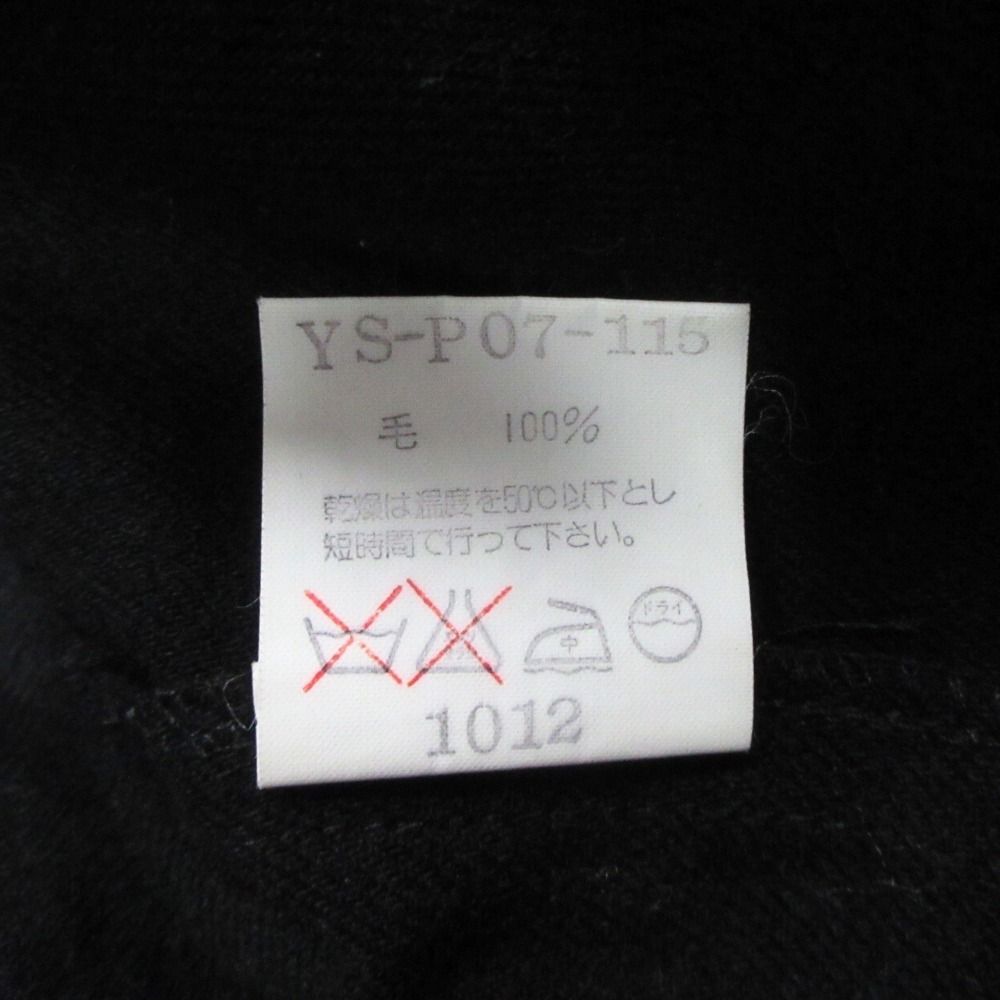 YS-P07-115
毛 100%
乾燥は温度を50℃以下とし
短時間で行って下さい。
中 ドライ
1012